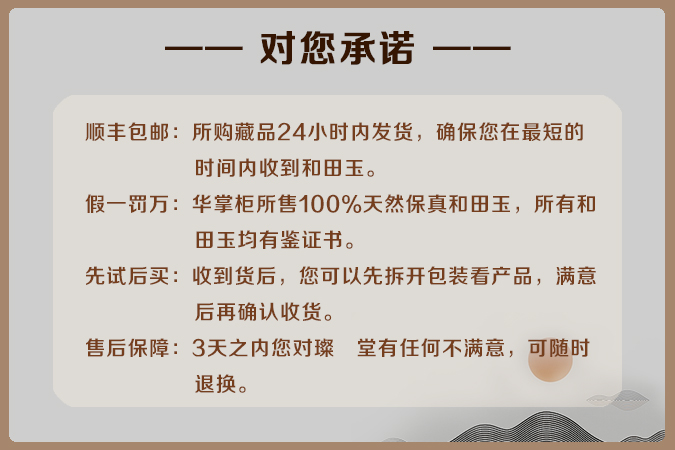 —— 对您承诺 ——
顺丰包邮：所购藏品24小时内发货，确保您在最短的
时间内收到和田玉。
假一罚万：华掌柜所售100%天然保真和田玉，所有和
田玉均有鉴证书。
先试后买：收到货后，您可以先拆开包装看产品，满意
后再确认收货。
售后保障：3天之内您对璨 堂有任何不满意，可随时
退换。